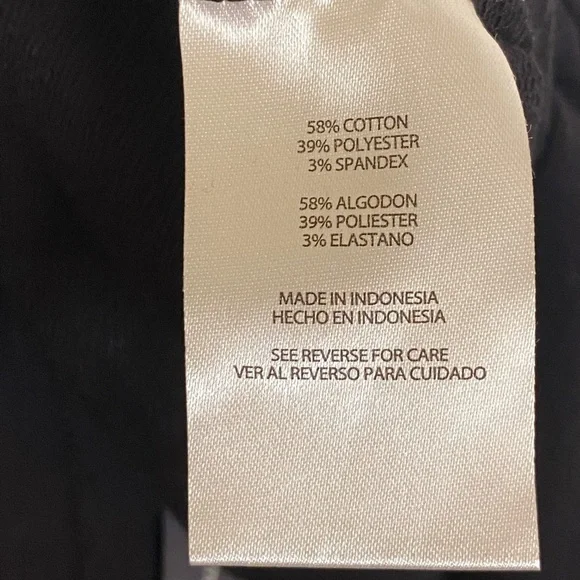 58% COTTON
39% POLYESTER
3% SPANDEX
58% ALGODON
39% POLIESTER
3% ELASTANO
MADE IN INDONESIA
HECHO EN INDONESIA
SEE REVERSE FOR CARE
VER AL REVERSO PARA CUIDADO